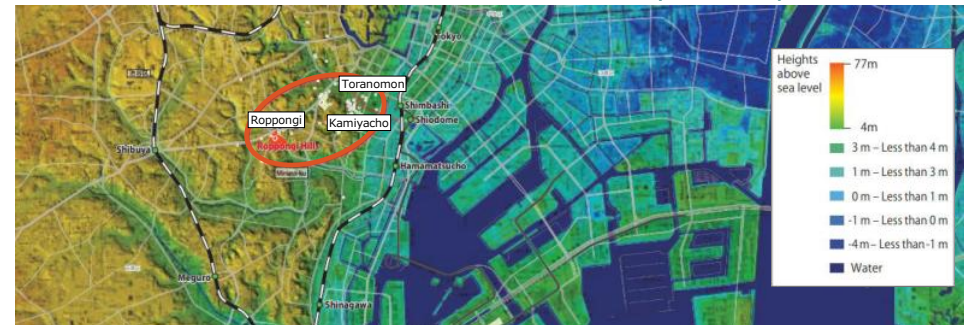 Tokyo
Toranomon
Roppongi
Kamiyacho
Shimbashi
Shiodome
Roppongi Hills
Shibuya
Hamamatsucho
Minato-ku
Meguro
Shinagawa
Heights
above
sea level
77m
4m
3 m – Less than 4 m
1 m – Less than 3 m
0 m – Less than 1 m
-1 m – Less than 0 m
-4 m – Less than -1 m
Water